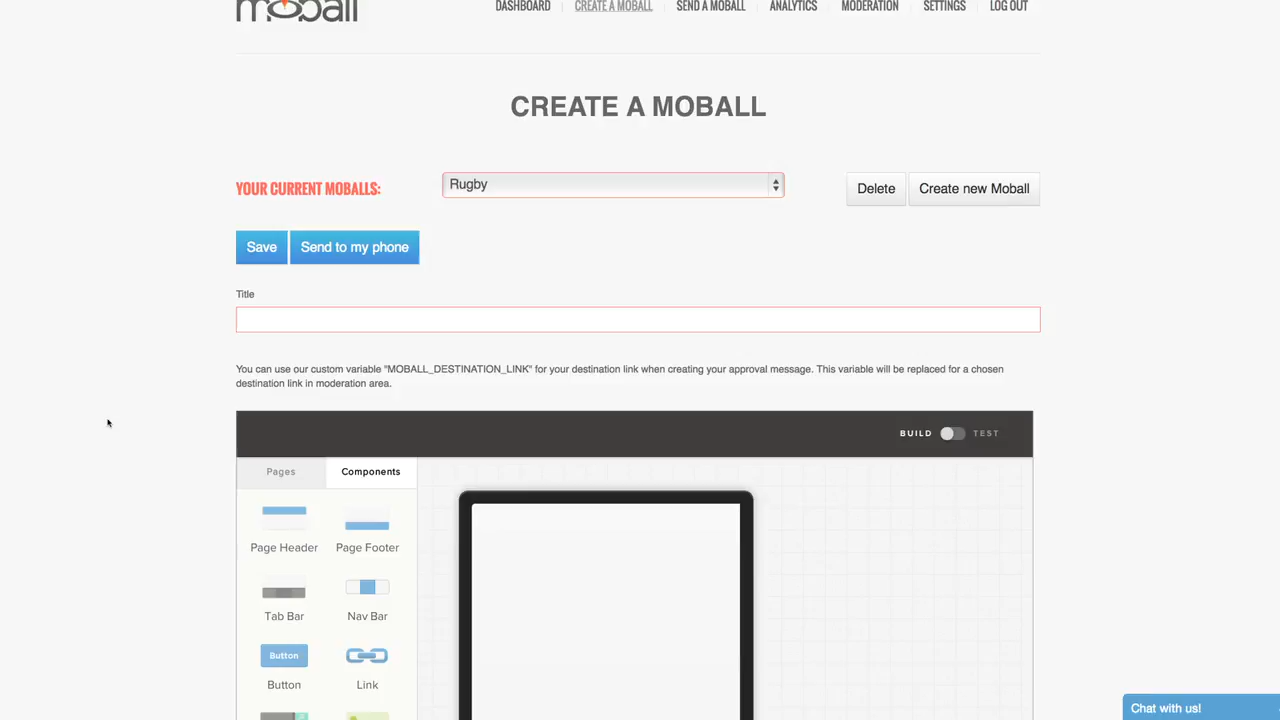 moball
DASHBOARD | CREATE A MOBALL | SEND A MOBALL | ANALYTICS | MODERATION | SETTINGS | LOG OUT
CREATE A MOBALL
YOUR CURRENT MOBALLS: Rugby Delete Create new Moball
Save Send to my phone
Title
You can use our custom variable "MOBALL_DESTINATION_LINK" for your destination link when creating your approval message. This variable will be replaced for a chosen
destination link in moderation area.
BUILD TEST
Pages Components
Page Header Page Footer
Tab Bar Nav Bar
Button
Button Link
Chat with us!